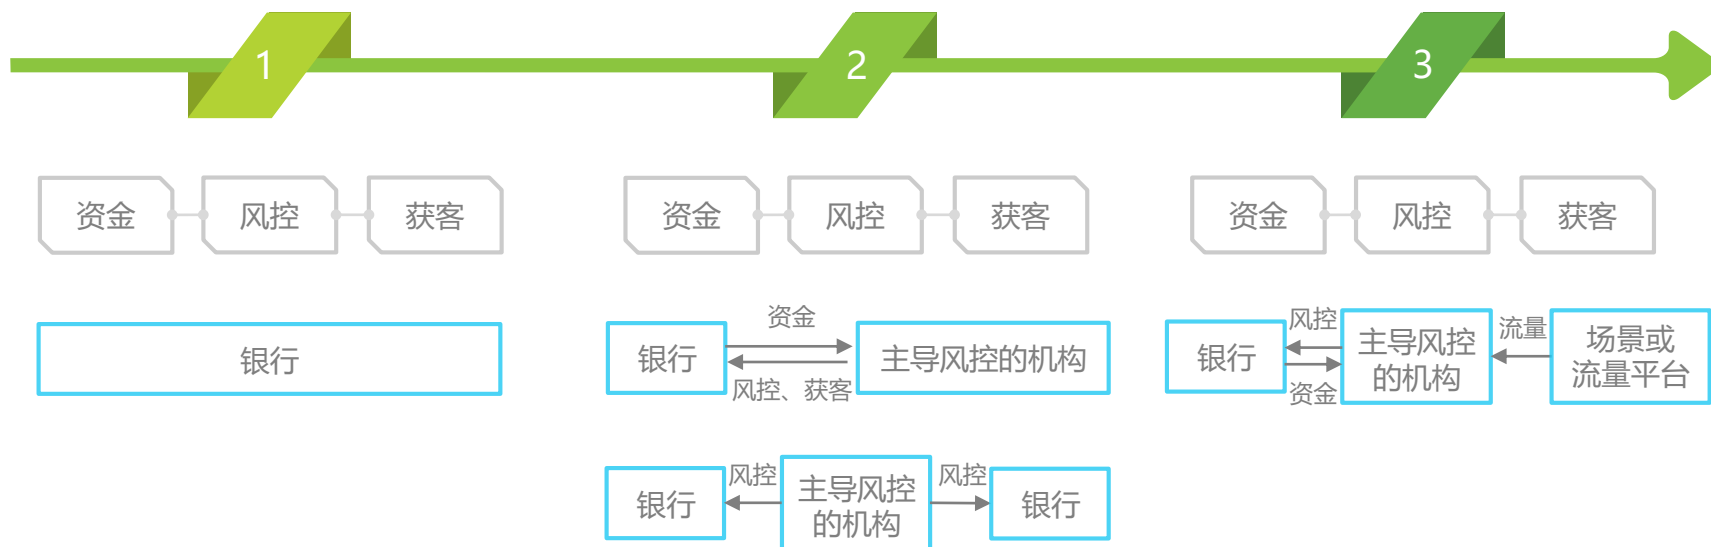 1
2
3
资金 风控 获客
资金 风控 获客
资金 风控 获客
银行
资金
银行 主导风控的机构
风控、获客
风控
银行
资金
主导风控
的机构
流量
场景或
流量平台
银行
风控
主导风控
的机构
风控
银行